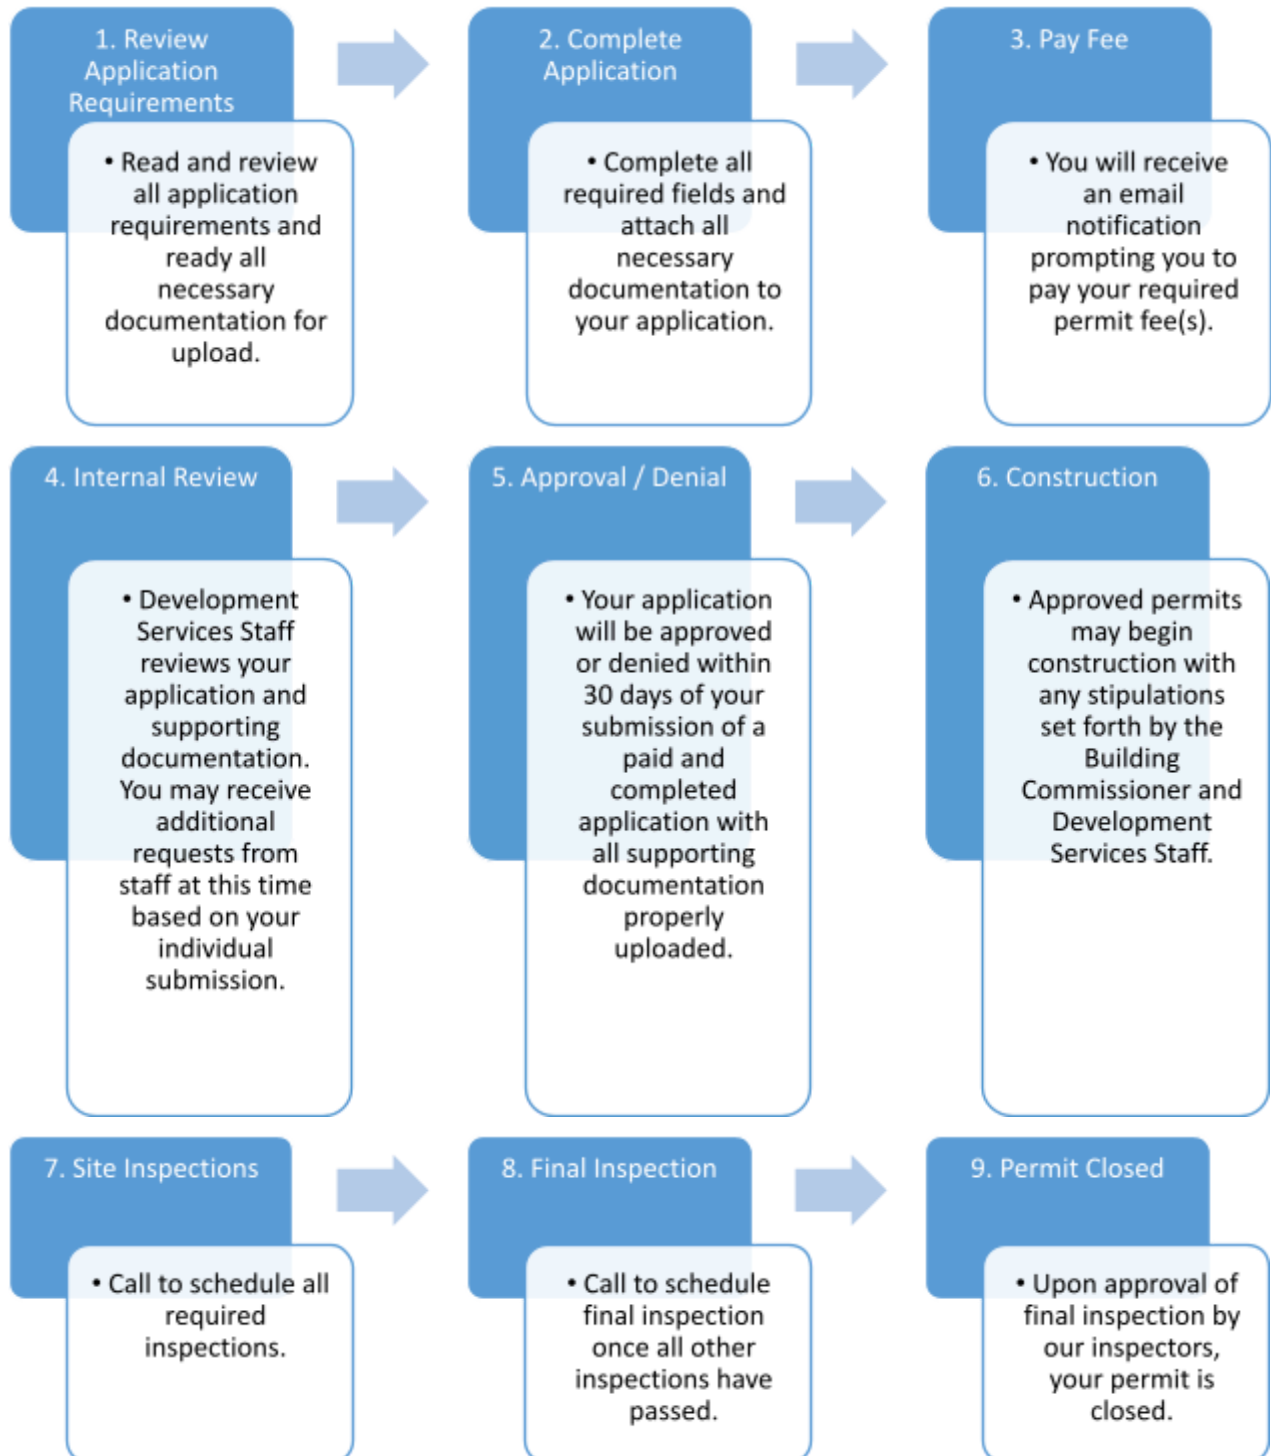 1. Review
Application
Requirements
• Read and review
all application
requirements and
ready all
necessary
documentation for
upload.
2. Complete
Application
• Complete all
required fields and
attach all
necessary
documentation to
your application.
3. Pay Fee
• You will receive
an email
notification
prompting you to
pay your required
permit fee(s).
4. Internal Review
• Development
Services Staff
reviews your
application and
supporting
documentation.
You may receive
additional
requests from
staff at this time
based on your
individual
submission.
5. Approval / Denial
• Your application
will be approved
or denied within
30 days of your
submission of a
paid and
completed
application with
all supporting
documentation
properly
uploaded.
6. Construction
• Approved permits
may begin
construction with
any stipulations
set forth by the
Building
Commissioner and
Development
Services Staff.
7. Site Inspections
• Call to schedule all
required
inspections.
8. Final Inspection
• Call to schedule
final inspection
once all other
inspections have
passed.
9. Permit Closed
• Upon approval of
final inspection by
our inspectors,
your permit is
closed.